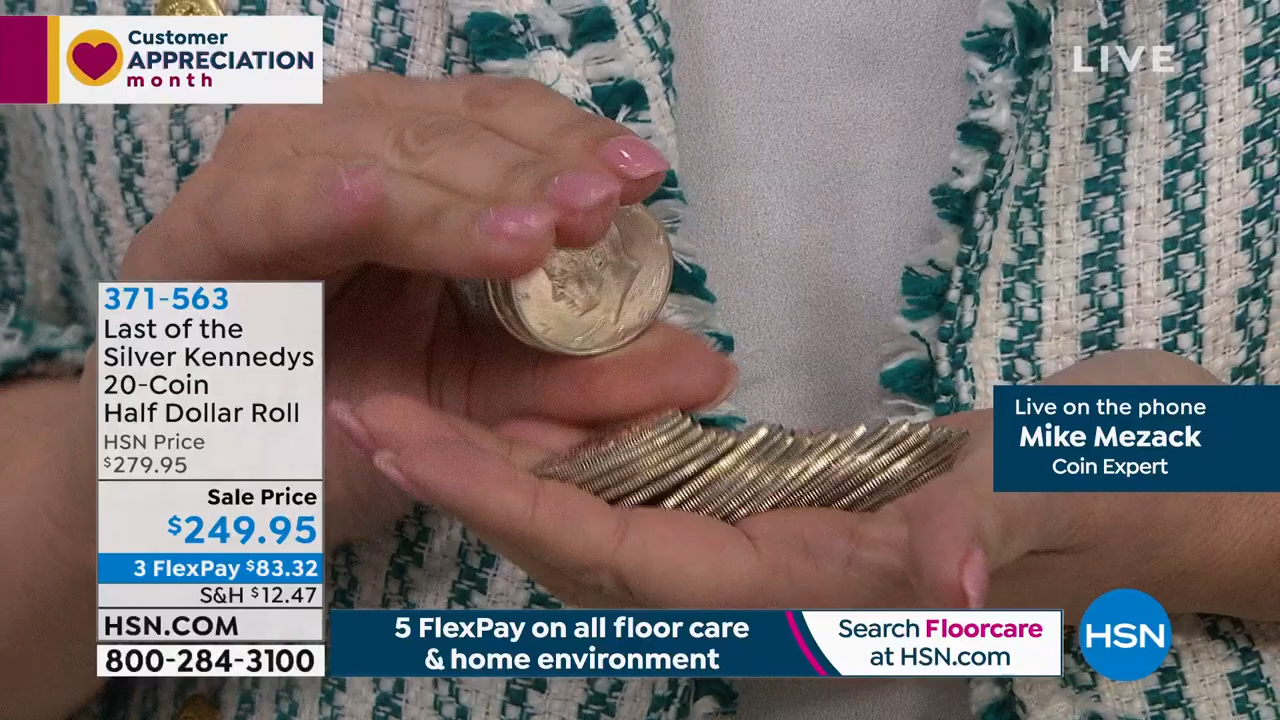 Customer
APPRECIATION
month
LIVE
371-563
Last of the
Silver Kennedys
20-Coin
Half Dollar Roll
HSN Price
$279.95
Sale Price
$249.95
3 FlexPay $83.32
S&H $12.47
HSN.COM
800-284-3100
Live on the phone
Mike Mezack
Coin Expert
5 FlexPay on all floor care
& home environment
Search Floorcare
at HSN.com
HSN